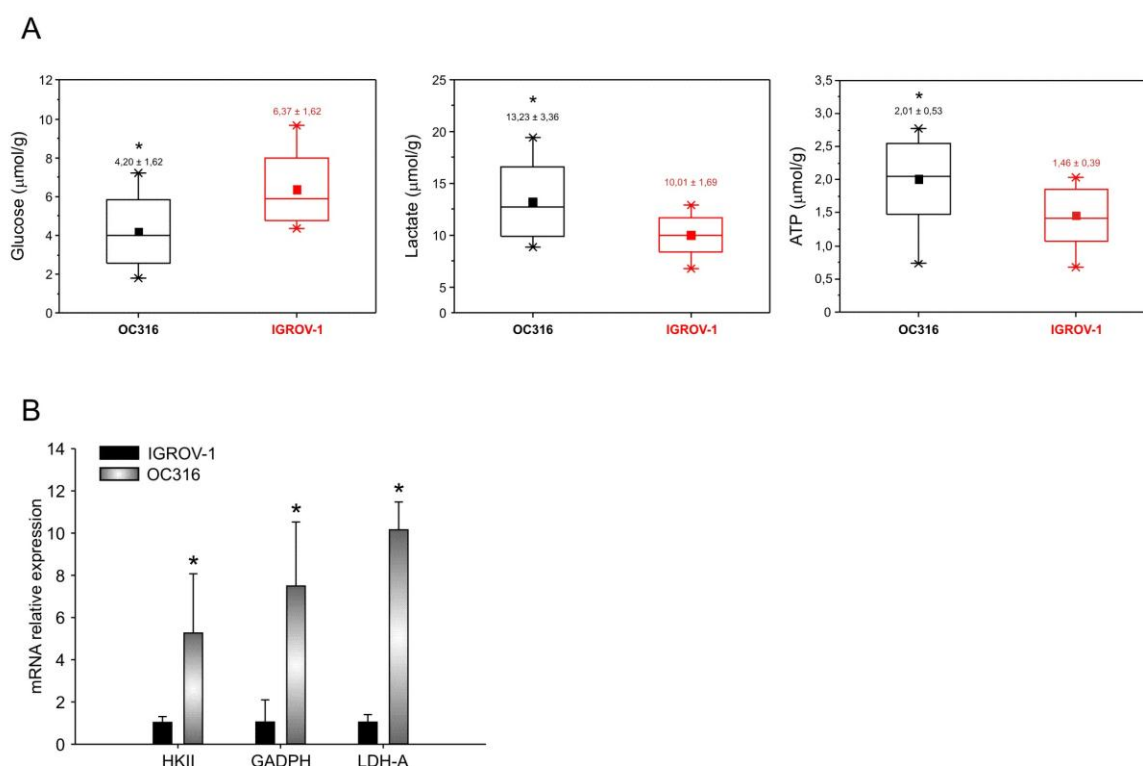 A
Glucose (μmol/g)
12
10
8
6
4
2
0
*
4,20 ± 1,62
6,37 ± 1,62
OC316
IGROV-1
Lactate (μmol/g)
25
20
15
10
5
0
*
13,23 ± 3,36
10,01 ± 1,69
OC316
IGROV-1
ATP (μmol/g)
3,5
3,0
2,5
2,0
1,5
1,0
0,5
0,0
*
2,01 ± 0,53
1,46 ± 0,39
OC316
IGROV-1
B
mRNA relative expression
14
12
10
8
6
4
2
0
IGROV-1
OC316
*
*
*
HKII
GADPH
LDH-A